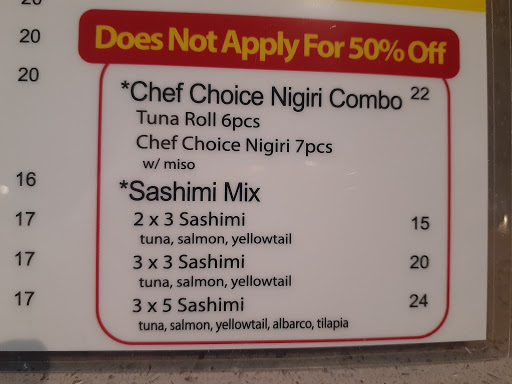 20
20
20
16
17
17
17
Does Not Apply For 50% Off
*Chef Choice Nigiri Combo 22
Tuna Roll 6pcs
Chef Choice Nigiri 7pcs
w/ miso
*Sashimi Mix
2 x 3 Sashimi 15
tuna, salmon, yellowtail
3 x 3 Sashimi 20
tuna, salmon, yellowtail
3 x 5 Sashimi 24
tuna, salmon, yellowtail, albarco, tilapia